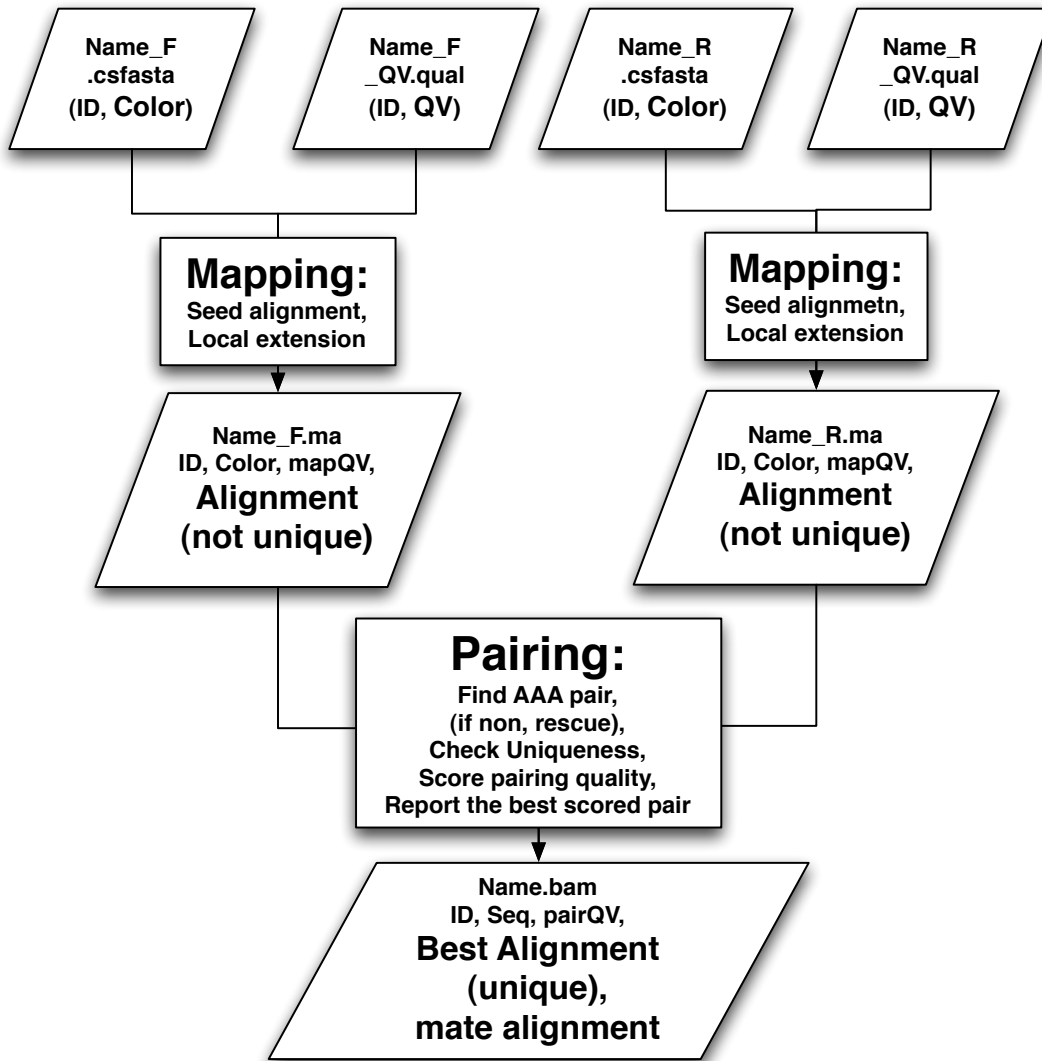 Name_F
.csfasta
(ID, Color)
Name_F
_QV.qual
(ID, QV)
Name_R
.csfasta
(ID, Color)
Name_R
_QV.qual
(ID, QV)
Mapping:
Seed alignment,
Local extension
Mapping:
Seed alignmetn,
Local extension
Name_F.ma
ID, Color, mapQV,
Alignment
(not unique)
Name_R.ma
ID, Color, mapQV,
Alignment
(not unique)
Pairing:
Find AAA pair,
(if non, rescue),
Check Uniqueness,
Score pairing quality,
Report the best scored pair
Name.bam
ID, Seq, pairQV,
Best Alignment
(unique),
mate alignment